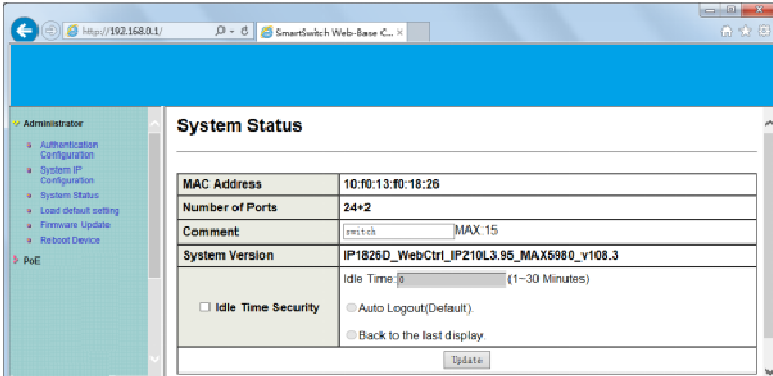 http://192.168.0.1/
SmartSwitch Web-Base C...
Administrator
Authentication
Configuration
System IP
Configuration
System Status
Load default setting
Firmware Update
Reboot Device
PoE
System Status
MAC Address 10:f0:13:f0:18:26
Number of Ports 24+2
Comment switch MAX:15
System Version IP1826D_WebCtrl_IP210L3.95_MAX5980_v108.3
Idle Time Security
Idle Time: 0 (1~30 Minutes)
Auto Logout(Default).
Back to the last display.
Update